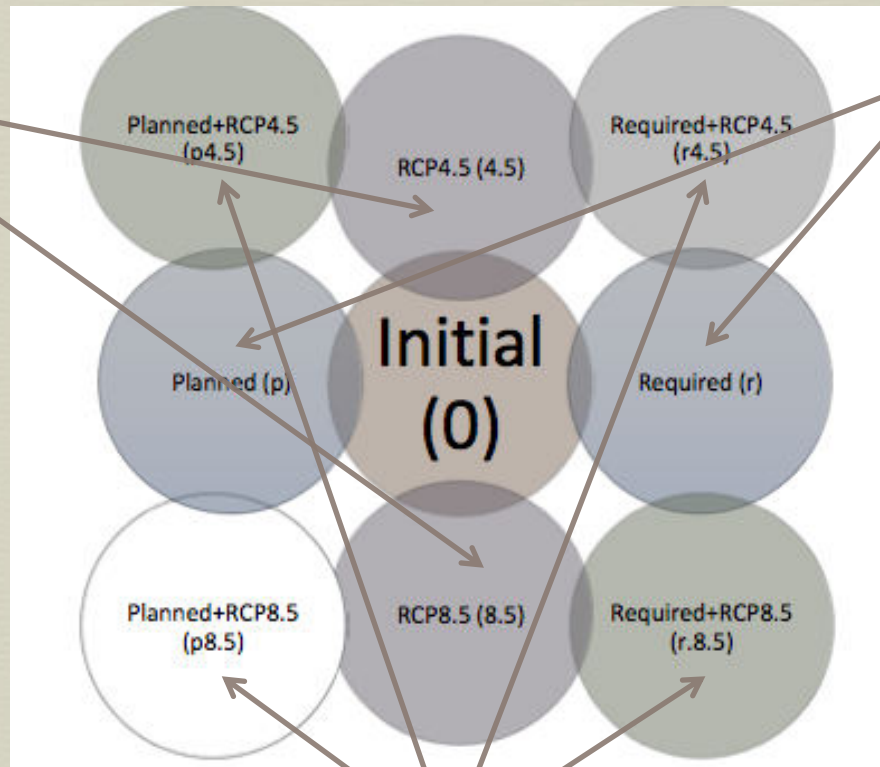 Planned+RCP4.5
(p4.5)
RCP4.5 (4.5)
Required+RCP4.5
(r4.5)
Planned (p)
Initial
(0)
Required (r)
Planned+RCP8.5
(p8.5)
RCP8.5 (8.5)
Required+RCP8.5
(r.8.5)